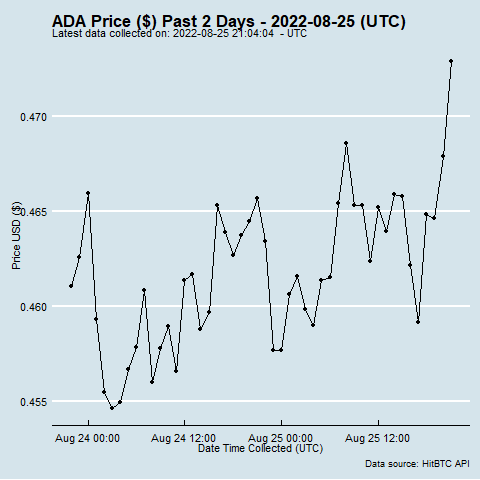 ADA Price ($) Past 2 Days - 2022-08-25 (UTC)
Latest data collected on: 2022-08-25 21:04:04 - UTC
0.470
0.465
0.460
0.455
Price USD ($)
Aug 24 00:00 Aug 24 12:00 Aug 25 00:00 Aug 25 12:00
Date Time Collected (UTC)
Data source: HitBTC API